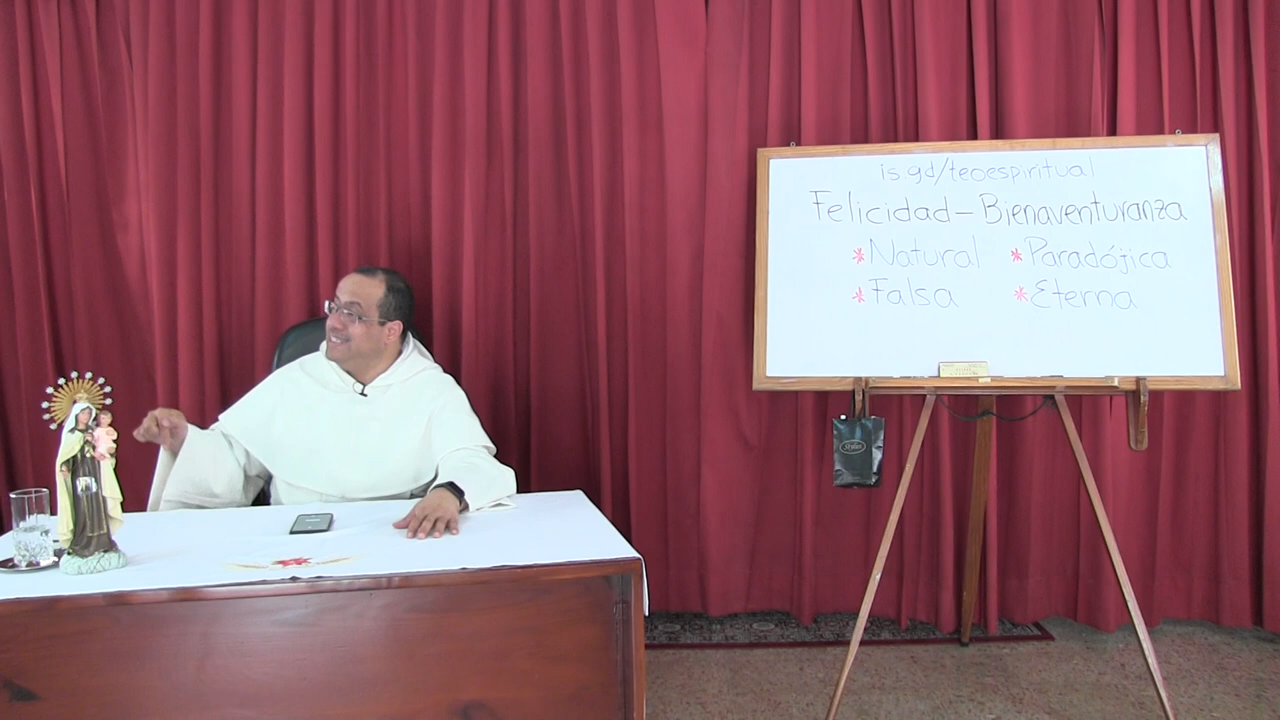 is.gd/teoespiritual
Felicidad – Bienaventuranza
* Natural * Paradójica
* Falsa * Eterna